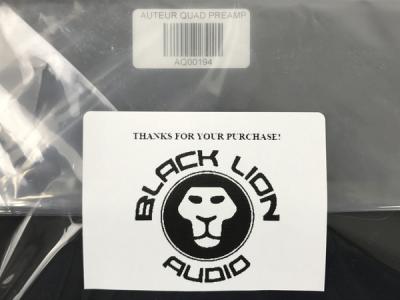 AUTEUR QUAD PREAMP
AQ00194
THANKS FOR YOUR PURCHASE!
BLACK LION
AUDIO